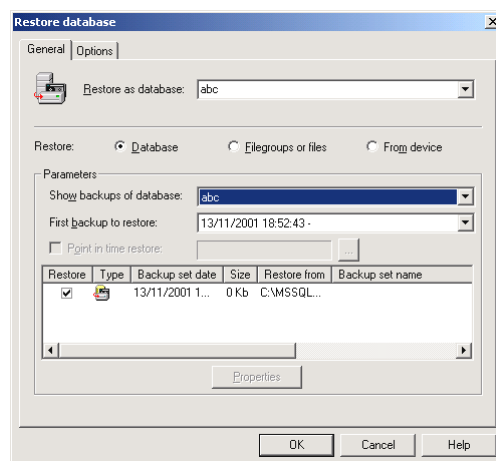 Restore database
General Options
Restore as database: abc
Restore: Database Filegroups or files From device
Parameters
Show backups of database: abc
First backup to restore: 13/11/2001 18:52:43 -
Point in time restore: ...
Restore Type Backup set date Size Restore from Backup set name
13/11/2001 1... 0 Kb C:\MSSQL...
Properties
OK Cancel Help